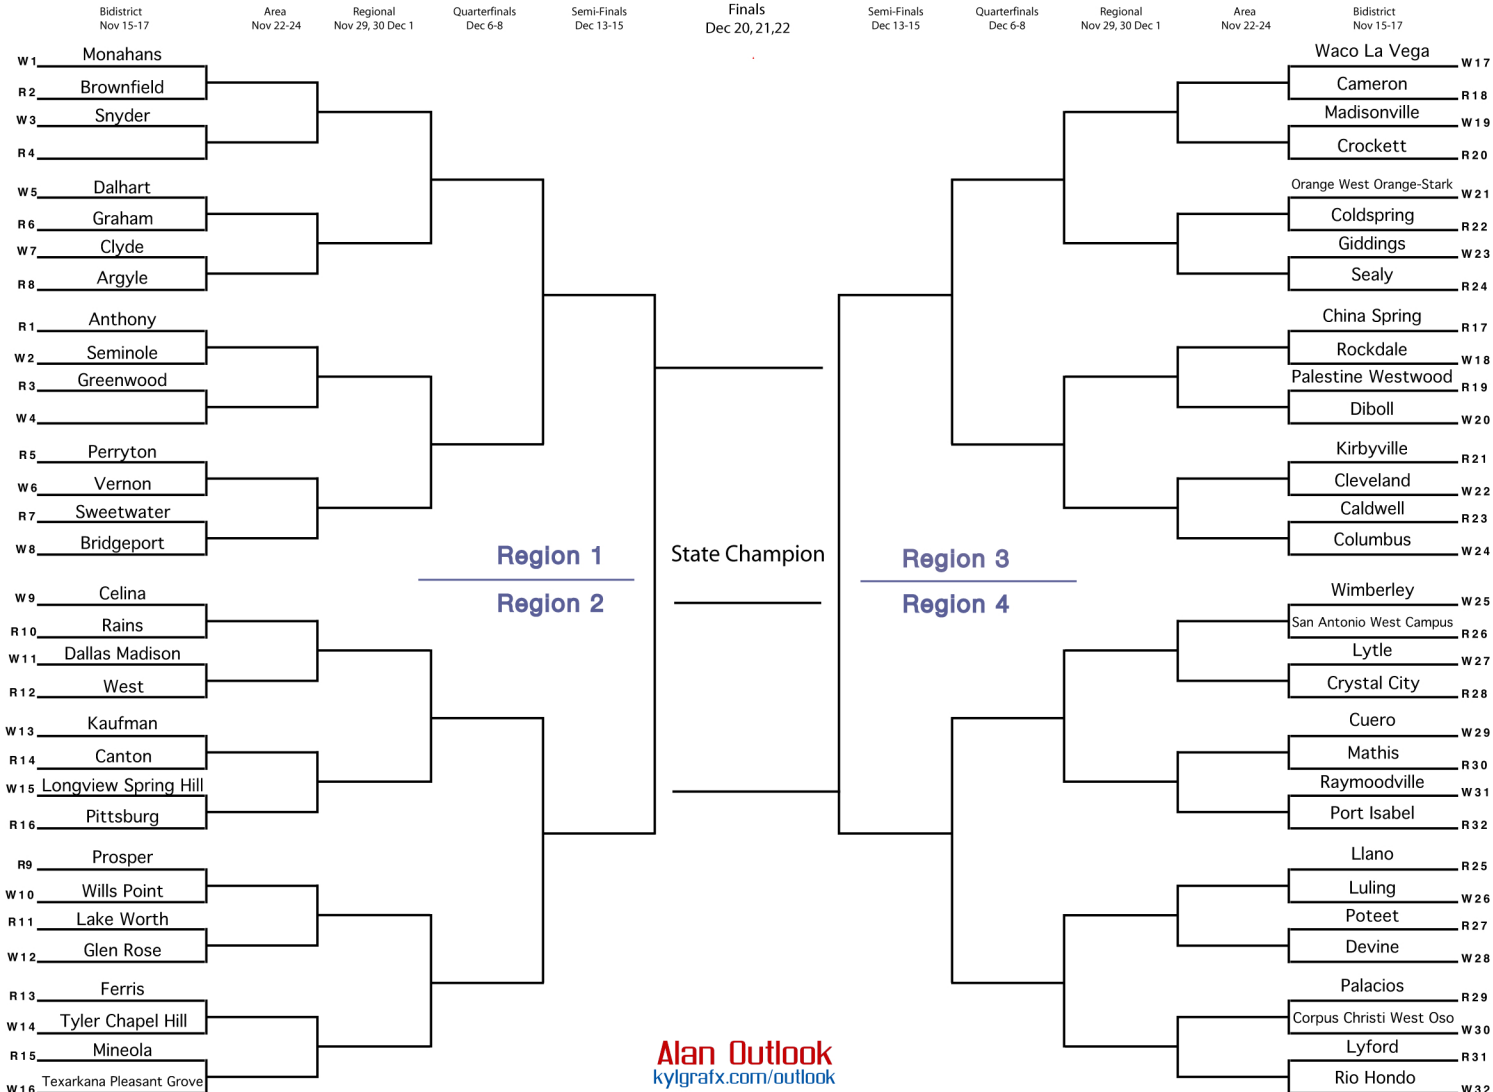 Bidistrict
Nov 15-17
Area
Nov 22-24
Regional
Nov 29, 30 Dec 1
Quarterfinals
Dec 6-8
Semi-Finals
Dec 13-15
Finals
Dec 20, 21,22
Semi-Finals
Dec 13-15
Quarterfinals
Dec 6-8
Regional
Nov 29, 30 Dec 1
Area
Nov 22-24
Bidistrict
Nov 15-17
W1 Monahans
R2 Brownfield
W3 Snyder
R4
W5 Dalhart
R6 Graham
W7 Clyde
R8 Argyle
R1 Anthony
W2 Seminole
R3 Greenwood
W4
R5 Perryton
W6 Vernon
R7 Sweetwater
W8 Bridgeport
W9 Celina
R10 Rains
W11 Dallas Madison
R12 West
W13 Kaufman
R14 Canton
W15 Longview Spring Hill
R16 Pittsburg
R9 Prosper
W10 Wills Point
R11 Lake Worth
W12 Glen Rose
R13 Ferris
W14 Tyler Chapel Hill
R15 Mineola
W16 Texarkana Pleasant Grove
Region 1
Region 2
State Champion
Region 3
Region 4
Alan Outlook
kylgrafx.com/outlook
Waco La Vega W17
Cameron R18
Madisonville W19
Crockett R20
Orange West Orange-Stark W21
Coldspring R22
Giddings W23
Sealy R24
China Spring R17
Rockdale W18
Palestine Westwood R19
Diboll W20
Kirbyville R21
Cleveland W22
Caldwell R23
Columbus W24
Wimberley W25
San Antonio West Campus R26
Lytle W27
Crystal City R28
Cuero W29
Mathis R30
Raymoodville W31
Port Isabel R32
Llano R25
Luling W26
Poteet R27
Devine W28
Palacios R29
Corpus Christi West Oso W30
Lyford R31
Rio Hondo W32